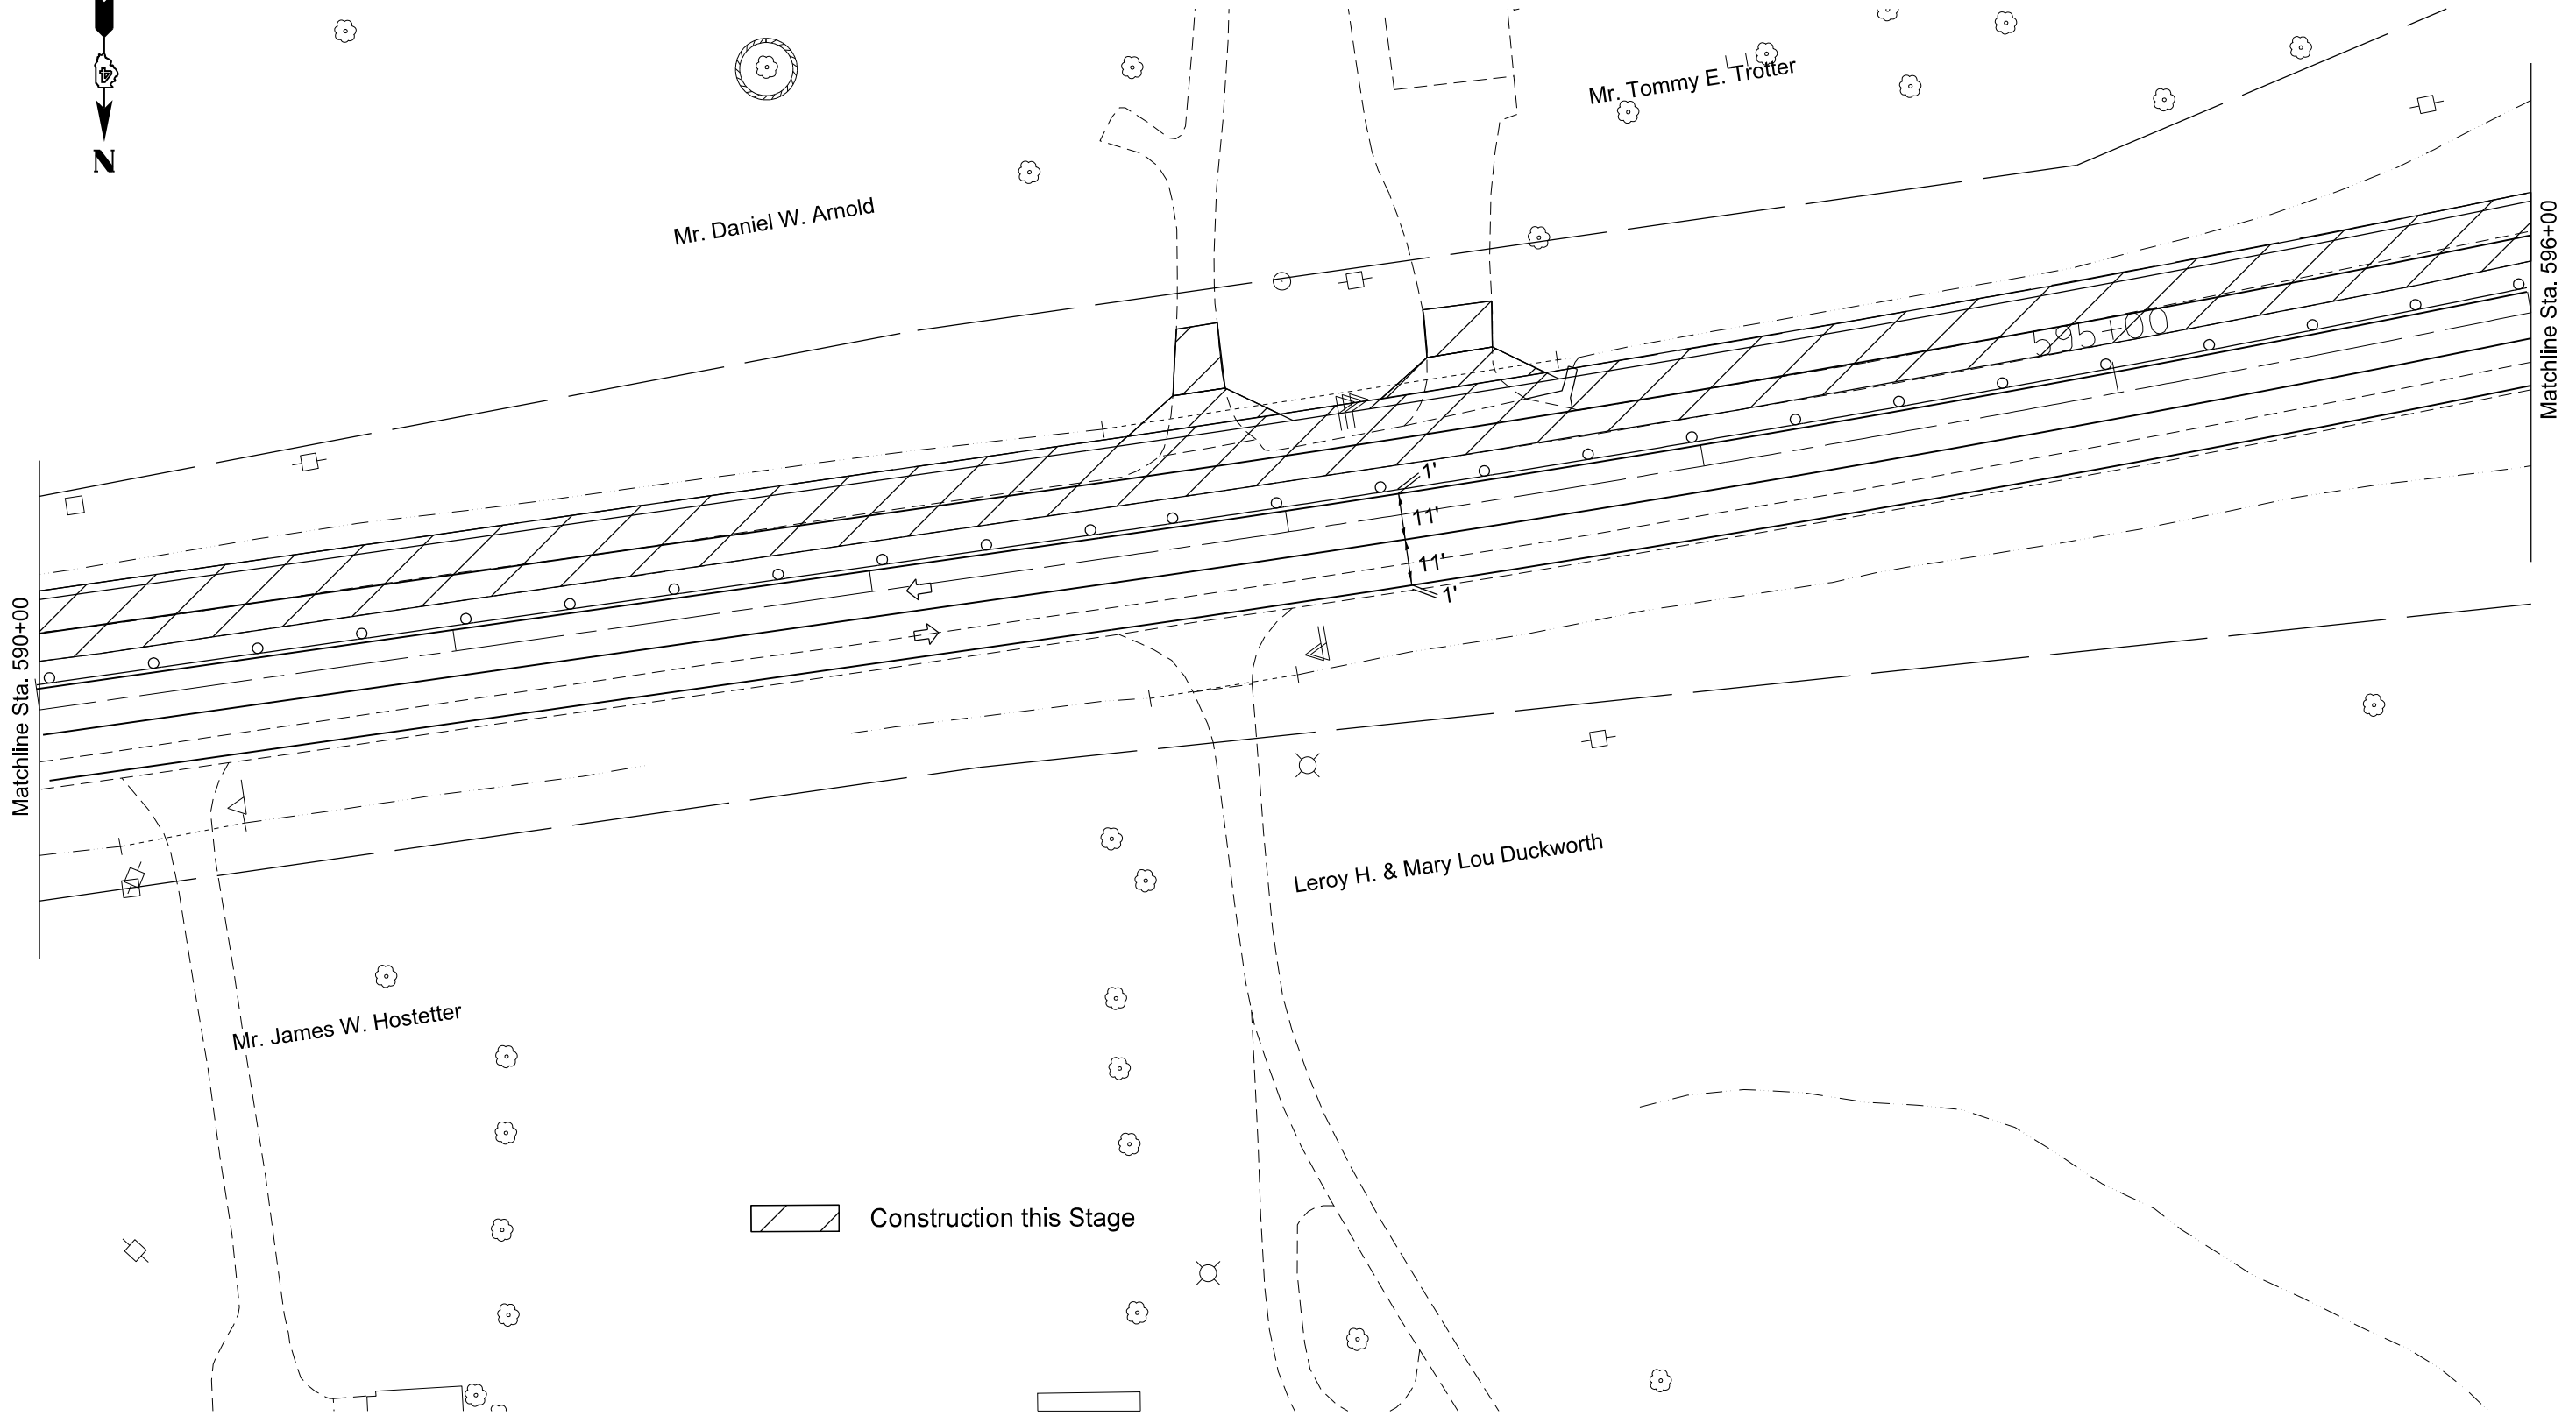 N
Mr. Tommy E. Trotter
Mr. Daniel W. Arnold
Matchline Sta. 596+00
595+00
1'
11'
11'
1'
Matchline Sta. 590+00
Leroy H. & Mary Lou Duckworth
Mr. James W. Hostetter
Construction this Stage